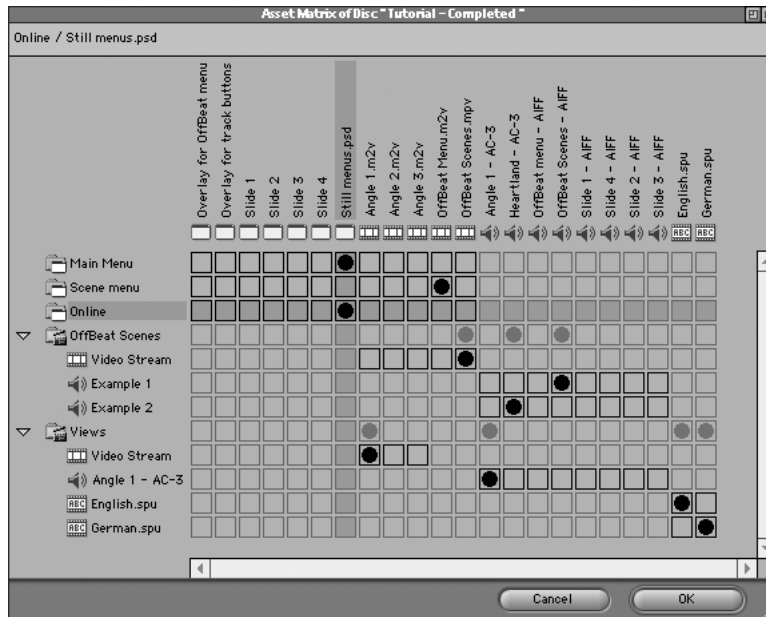 Asset Matrix of Disc "Tutorial - Completed"
Online / Still menus.psd
Overlay for OffBeat menu
Overlay for track buttons
Slide 1
Slide 2
Slide 3
Slide 4
Still menus.psd
Angle 1.m2v
Angle 2.m2v
Angle 3.m2v
OffBeat Menu.m2v
OffBeat Scenes.mpv
Angle 1 - AC-3
Heartland - AC-3
OffBeat menu - AIFF
OffBeat Scenes - AIFF
Slide 1 - AIFF
Slide 4 - AIFF
Slide 2 - AIFF
Slide 3 - AIFF
English.spu
German.spu
ABC
ABC
Main Menu
Scene menu
Online
OffBeat Scenes
Video Stream
Example 1
Example 2
Views
Video Stream
Angle 1 - AC-3
ABC English.spu
ABC German.spu
Cancel
OK